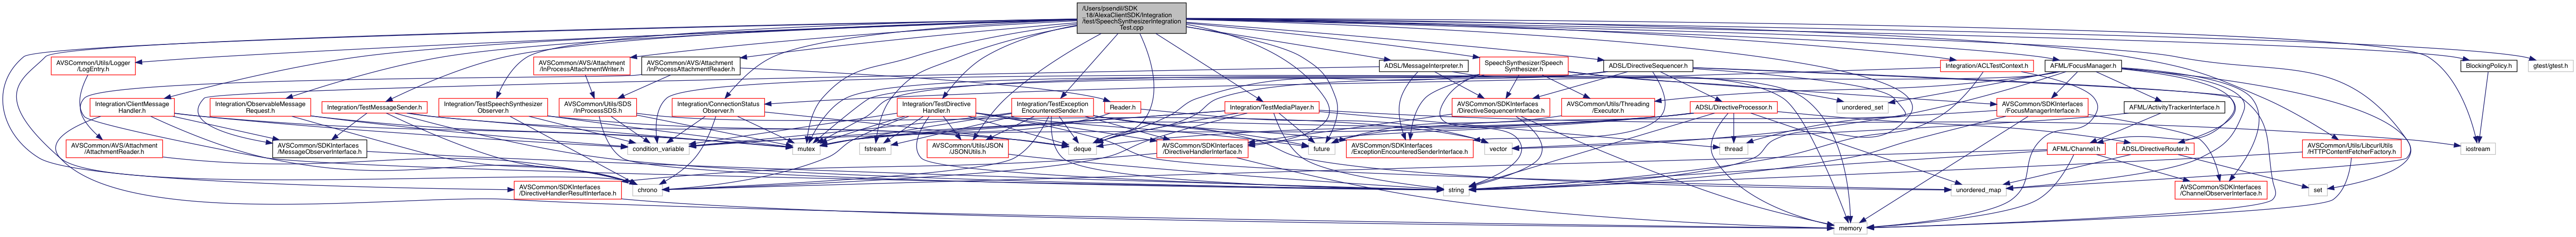 /Users/psendil/SDK
_18/AlexaClientSDK/Integration
/test/SpeechSynthesizerIntegration
Test.cpp
AVSCommon/Utils/Logger
/LogEntry.h
AVSCommon/AVS/Attachment
/InProcessAttachmentWriter.h
AVSCommon/AVS/Attachment
/InProcessAttachmentReader.h
ADSL/MessageInterpreter.h
SpeechSynthesizer/Speech
Synthesizer.h
ADSL/DirectiveSequencer.h
Integration/ACLTestContext.h
AFML/FocusManager.h
BlockingPolicy.h
gtest/gtest.h
Integration/ClientMessage
Handler.h
Integration/ObservableMessage
Request.h
Integration/TestMessageSender.h
Integration/TestSpeechSynthesizer
Observer.h
AVSCommon/Utils/SDS
/InProcessSDS.h
Integration/ConnectionStatus
Observer.h
Integration/TestDirective
Handler.h
Integration/TestException
EncounteredSender.h
Reader.h
Integration/TestMediaPlayer.h
AVSCommon/SDKInterfaces
/DirectiveSequencerInterface.h
AVSCommon/Utils/Threading
/Executor.h
ADSL/DirectiveProcessor.h
unordered_set
AVSCommon/SDKInterfaces
/FocusManagerInterface.h
AFML/ActivityTrackerInterface.h
AVSCommon/AVS/Attachment
/AttachmentReader.h
AVSCommon/SDKInterfaces
/MessageObserverInterface.h
condition_variable
mutex
fstream
AVSCommon/Utils/JSON
/JSONUtils.h
deque
AVSCommon/SDKInterfaces
/DirectiveHandlerInterface.h
future
AVSCommon/SDKInterfaces
/ExceptionEncounteredSenderInterface.h
vector
thread
AFML/Channel.h
ADSL/DirectiveRouter.h
AVSCommon/Utils/LibcurlUtils
/HTTPContentFetcherFactory.h
iostream
AVSCommon/SDKInterfaces
/DirectiveHandlerResultInterface.h
chrono
string
unordered_map
AVSCommon/SDKInterfaces
/ChannelObserverInterface.h
set
memory